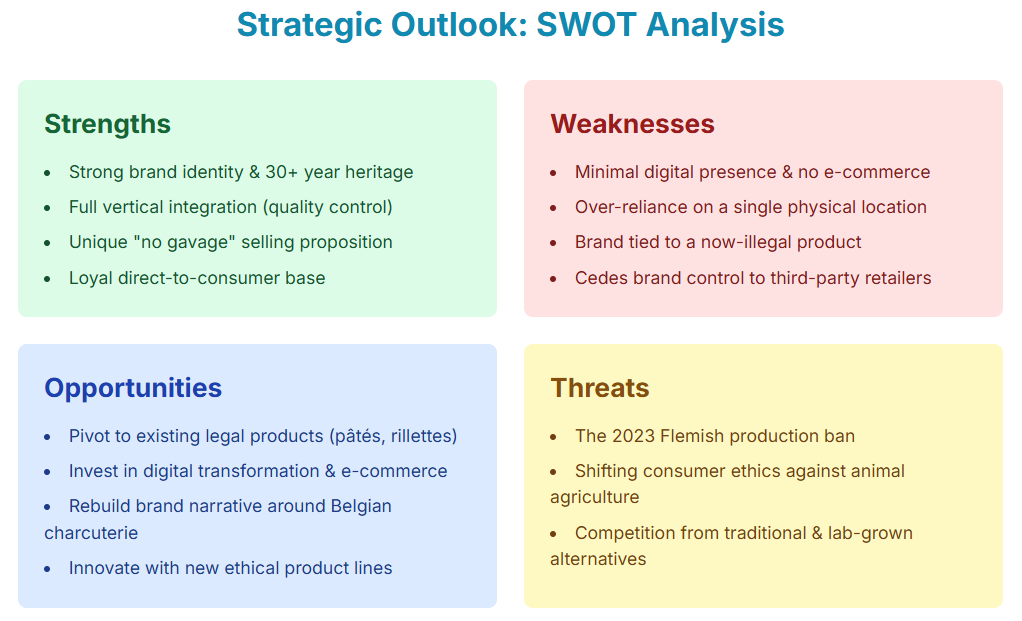 Strategic Outlook: SWOT Analysis
Strengths
• Strong brand identity & 30+ year heritage
• Full vertical integration (quality control)
• Unique "no gavage" selling proposition
• Loyal direct-to-consumer base
Weaknesses
• Minimal digital presence & no e-commerce
• Over-reliance on a single physical location
• Brand tied to a now-illegal product
• Cedes brand control to third-party retailers
Opportunities
• Pivot to existing legal products (pâtés, rillettes)
• Invest in digital transformation & e-commerce
• Rebuild brand narrative around Belgian
charcuterie
• Innovate with new ethical product lines
Threats
• The 2023 Flemish production ban
• Shifting consumer ethics against animal
agriculture
• Competition from traditional & lab-grown
alternatives